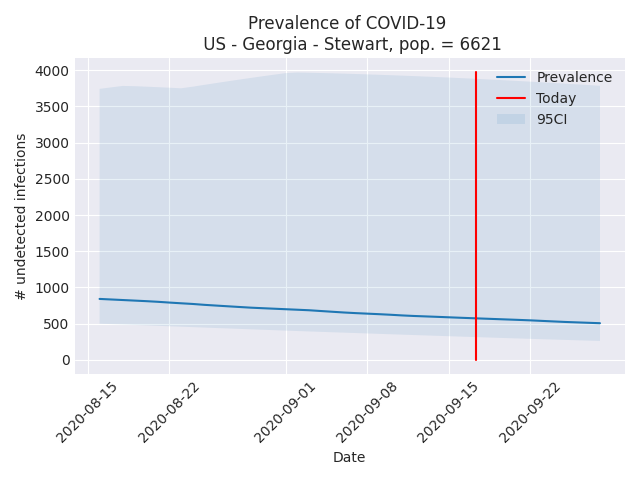 Prevalence of COVID-19
US - Georgia - Stewart, pop. = 6621
4000
3500
3000
2500
2000
1500
1000
500
0
# undetected infections
Prevalence
Today
95CI
2020-08-15
2020-08-22
2020-09-01
2020-09-08
2020-09-15
2020-09-22
Date